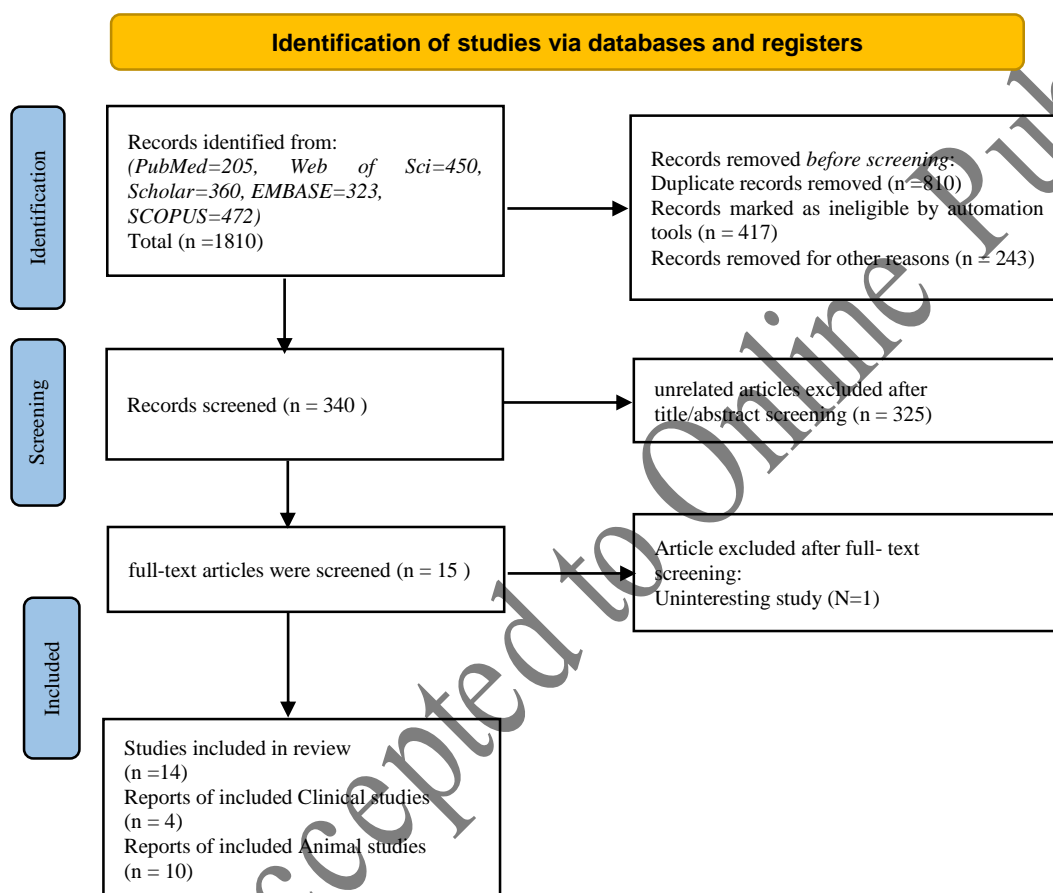 Identification of studies via databases and registers
Identification
Records identified from:
(PubMed=205, Web of Sci=450,
Scholar=360, EMBASE=323,
SCOPUS=472)
Total (n =1810)
Records removed before screening:
Duplicate records removed (n =810)
Records marked as ineligible by automation
tools (n = 417)
Records removed for other reasons (n = 243)
Screening
Records screened (n = 340 )
unrelated articles excluded after
title/abstract screening (n = 325)
full-text articles were screened (n = 15 )
Article excluded after full- text
screening:
Uninteresting study (N=1)
Included
Studies included in review
(n =14)
Reports of included Clinical studies
(n = 4)
Reports of included Animal studies
(n = 10)
ccepted to Online Pub